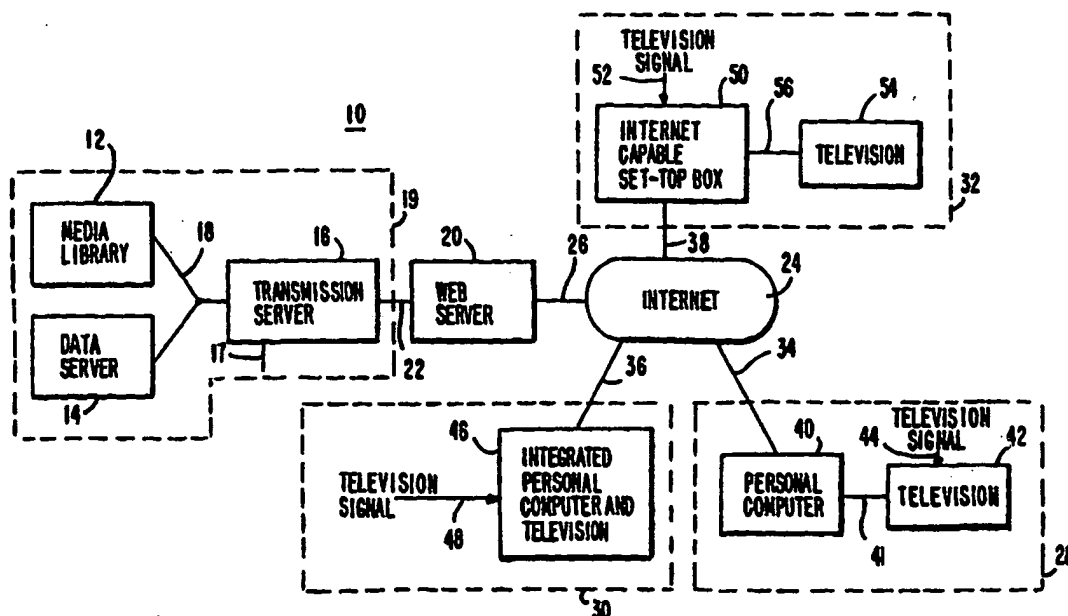 TELEVISION
SIGNAL
52
50
56
54
INTERNET
CAPABLE
SET-TOP BOX
TELEVISION
32
38
10
12
19
MEDIA
LIBRARY
18
16
TRANSMISSION
SERVER
17
DATA
SERVER
14
20
WEB
SERVER
22
26
INTERNET
24
36
34
46
INTEGRATED
PERSONAL
COMPUTER AND
TELEVISION
TELEVISION
SIGNAL
48
30
40
TELEVISION
SIGNAL
44
42
PERSONAL
COMPUTER
TELEVISION
41